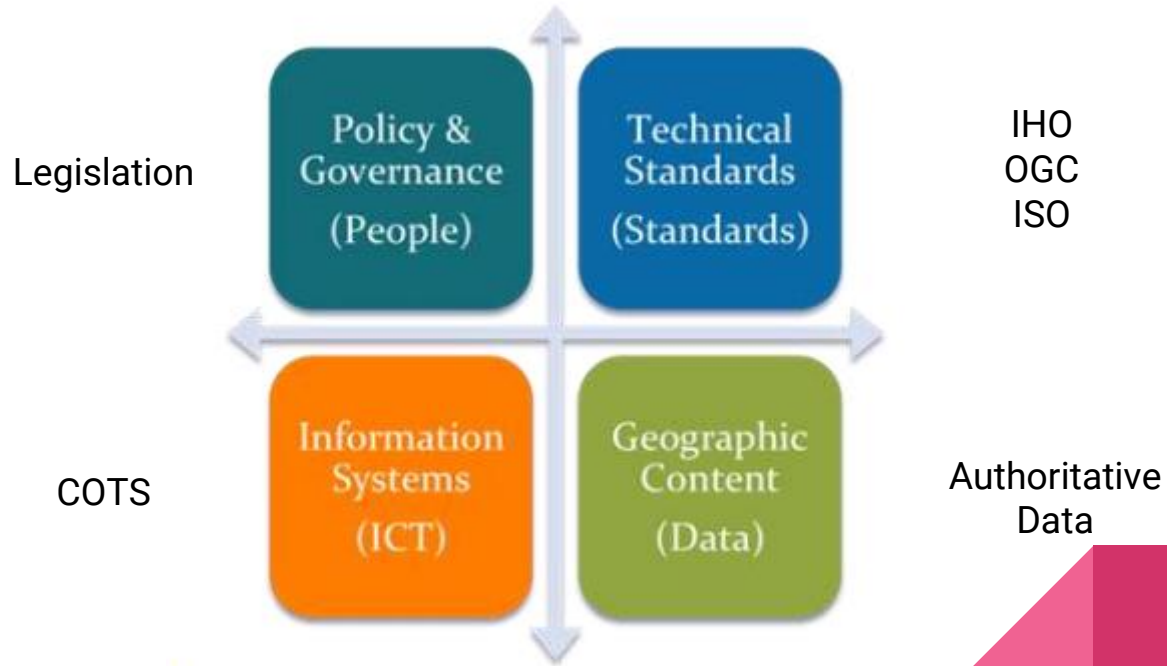 Legislation
Policy &
Governance
(People)
Technical
Standards
(Standards)
IHO
OGC
ISO
COTS
Information
Systems
(ICT)
Geographic
Content
(Data)
Authoritative
Data